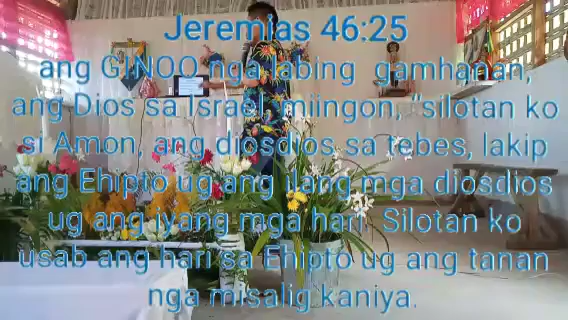 Jeremias 46:25
ang GINOO nga labing gamhanan,
ang Dios sa Israel miingon, "silotan ko
si Amon, ang diosdios sa tebes, lakip
ang Ehipto ug ang ilang mga diosdios
ug ang iyang mga hari. Silotan ko
usab ang hari sa Ehipto ug ang tanan
nga misalig kaniya.